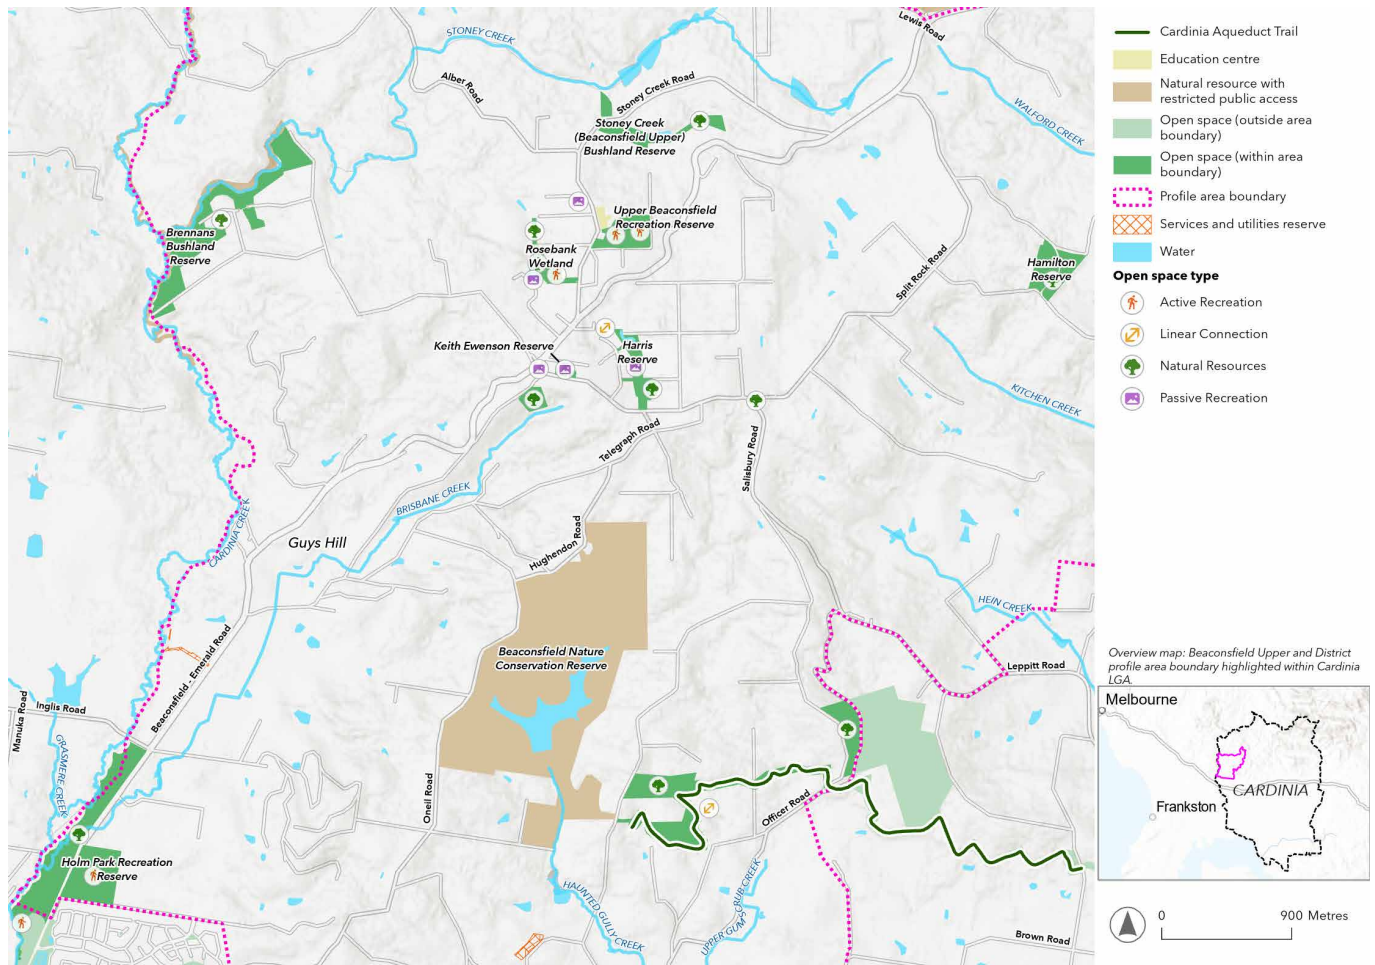 Lewis Road
STONEY CREEK
Alber Road
Stoney Creek Road
WALFORD CREEK
Stoney Creek
(Beaconsfield Upper)
Bushland Reserve
Upper Beaconsfield
Recreation Reserve
Brennans
Bushland
Reserve
Rosebank
Wetland
Hamilton
Reserve
Split Rock Road
Keith Ewenson Reserve
Harris
Reserve
KITCHEN CREEK
Telegraph Road
Salisbury Road
BRISBANE CREEK
CARDINIA CREEK
Guys Hill
Hughendon Road
HEIN CREEK
Beaconsfield Nature
Conservation Reserve
Leppitt Road
Beaconsfield - Emerald Road
Manuka Road
Inglis Road
GRASMERE CREEK
Oneil Road
Officer Road
Holm Park Recreation
Reserve
HAUNTED GULLY CREEK
UPPER GUM SCRUB CREEK
Brown Road
Cardinia Aqueduct Trail
Education centre
Natural resource with
restricted public access
Open space (outside area
boundary)
Open space (within area
boundary)
Profile area boundary
Services and utilities reserve
Water
Open space type
Active Recreation
Linear Connection
Natural Resources
Passive Recreation
Overview map: Beaconsfield Upper and District
profile area boundary highlighted within Cardinia
LGA.
Melbourne
CARDINIA
Frankston
0 900 Metres